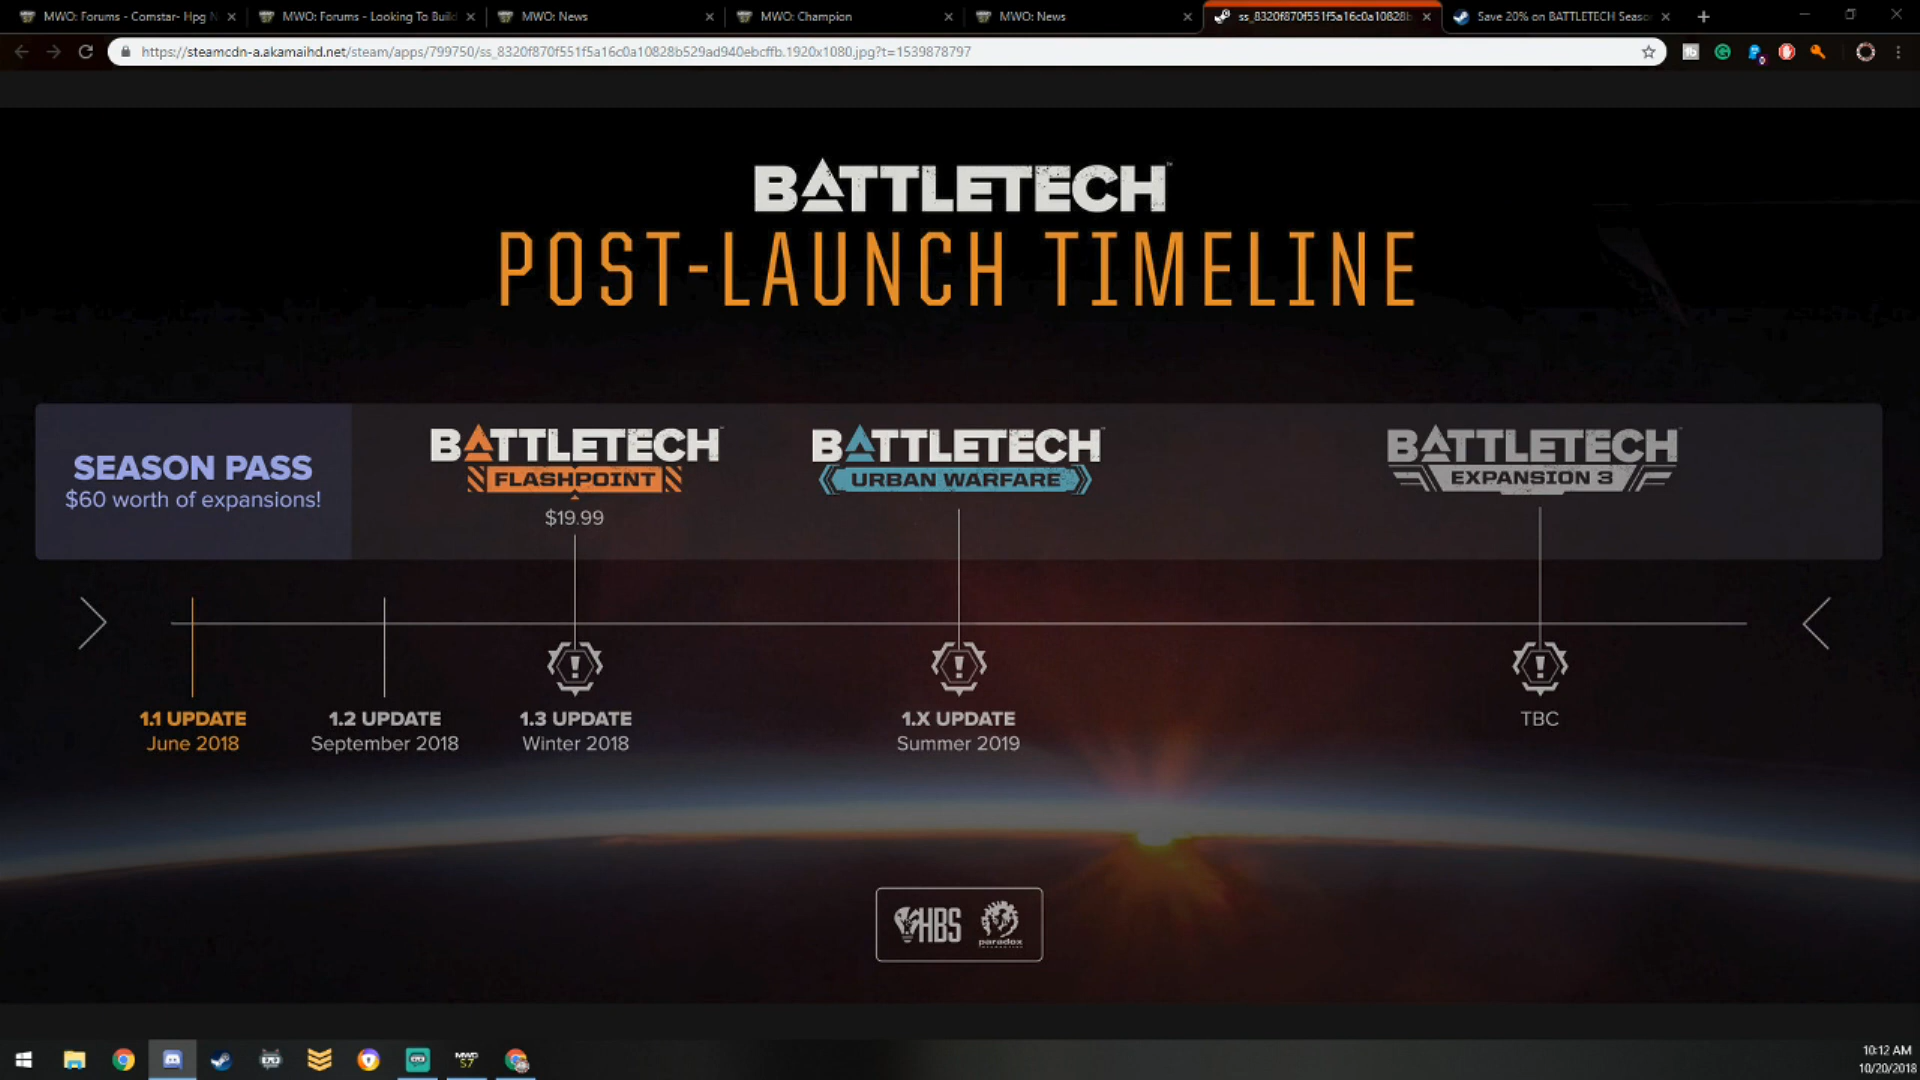 MWO: Forums - Comstar- Hpg N
MWO: Forums - Looking To Build
MWO: News
MWO: Champion
MWO: News
ss_8320f870f551f5a16c0a10828b
Save 20% on BATTLETECH Seaso
https://steamcdn-a.akamaihd.net/steam/apps/799750/ss_8320f870f551f5a16c0a10828b529ad940ebcffb.1920x1080.jpg?t=1539878797
BATTLETECH
POST-LAUNCH TIMELINE
SEASON PASS
$60 worth of expansions!
BATTLETECH
FLASHPOINT
$19.99
BATTLETECH
URBAN WARFARE
BATTLETECH
EXPANSION 3
1.1 UPDATE
June 2018
1.2 UPDATE
September 2018
1.3 UPDATE
Winter 2018
1.X UPDATE
Summer 2019
TBC
HBS
paradox
MWO
S7
10:12 AM
10/20/2018